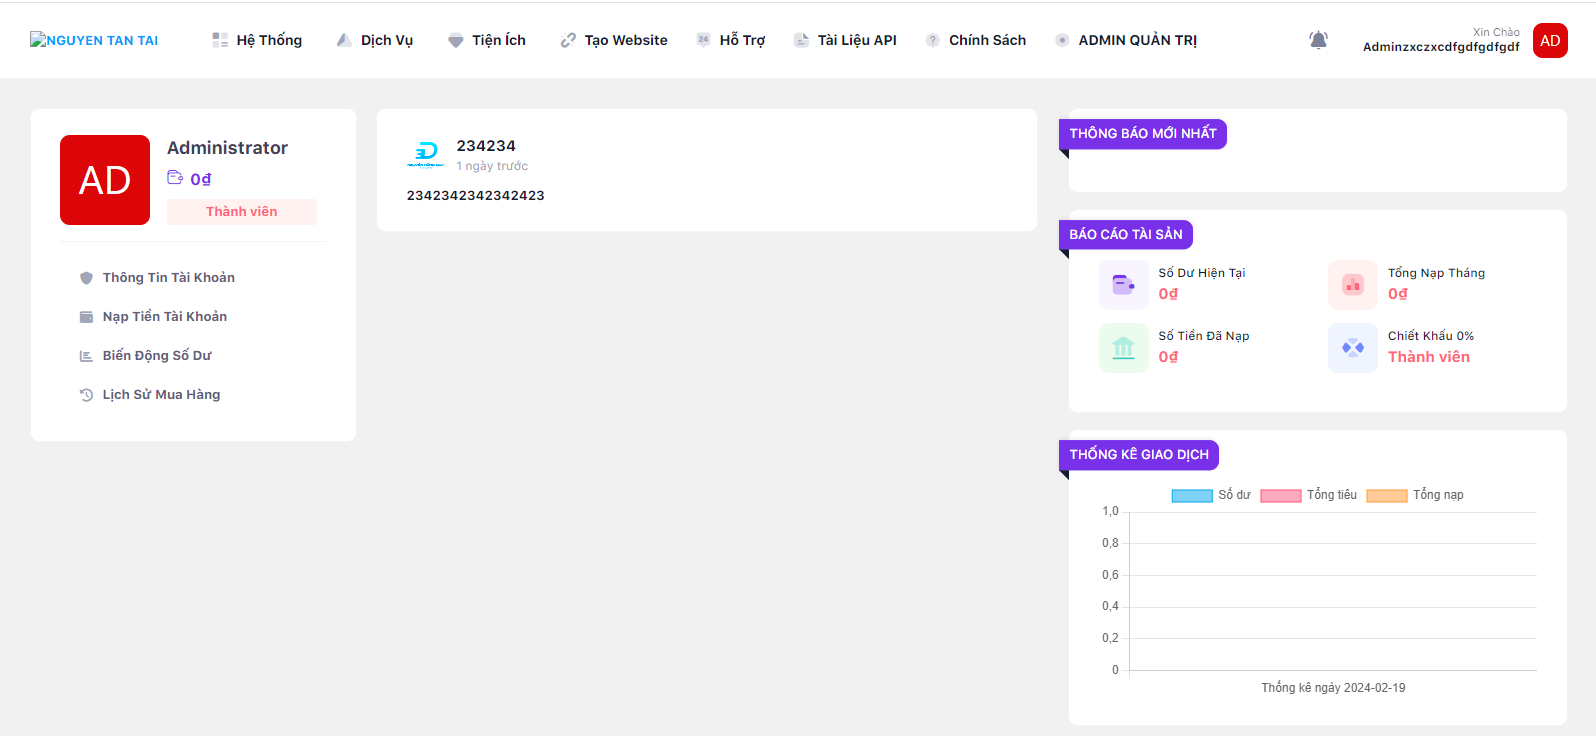 NGUYEN TAN TAI
Hệ Thống
Dịch Vụ
Tiện Ích
Tạo Website
24
Hỗ Trợ
Tài Liệu API
?
Chính Sách
ADMIN QUẢN TRỊ
Xin Chào
Adminzxczxcdfgdfgdfgdf
AD
AD
Administrator
0₫
Thành viên
Thông Tin Tài Khoản
Nạp Tiền Tài Khoản
Biến Động Số Dư
Lịch Sử Mua Hàng
234234
1 ngày trước
2342342342342423
THÔNG BÁO MỚI NHẤT
BÁO CÁO TÀI SẢN
Số Dư Hiện Tại
0₫
Tổng Nạp Tháng
0₫
Số Tiền Đã Nạp
0₫
Chiết Khấu 0%
Thành viên
THỐNG KÊ GIAO DỊCH
Số dư
Tổng tiêu
Tổng nạp
1,0
0,8
0,6
0,4
0,2
0
Thống kê ngày 2024-02-19